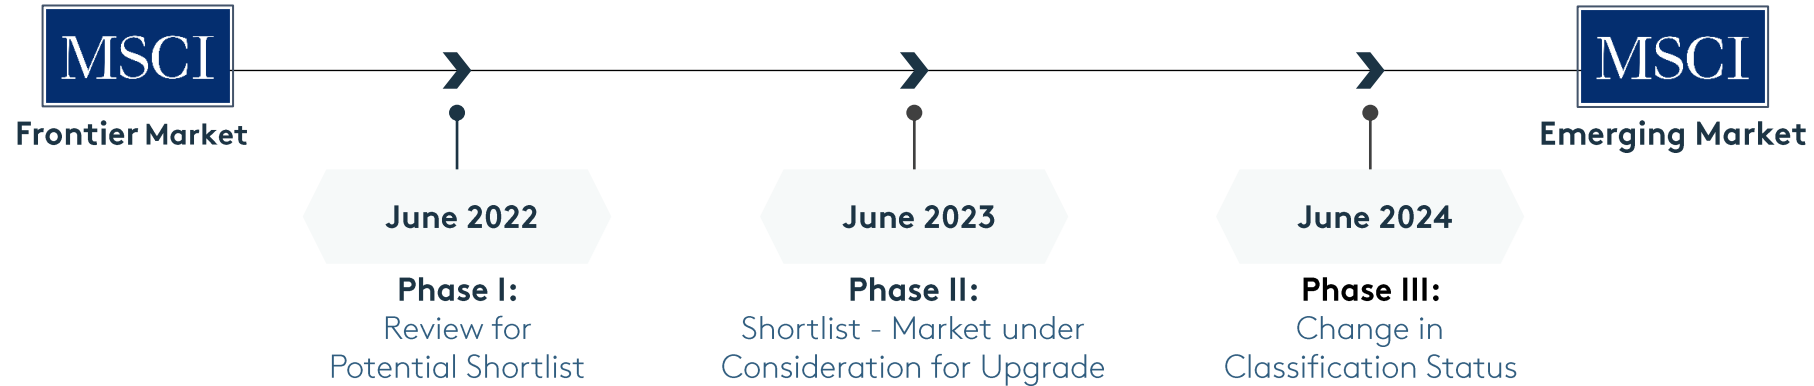 MSCI
Frontier Market
MSCI
Emerging Market
June 2022
Phase I:
Review for
Potential Shortlist
June 2023
Phase II:
Shortlist - Market under
Consideration for Upgrade
June 2024
Phase III:
Change in
Classification Status